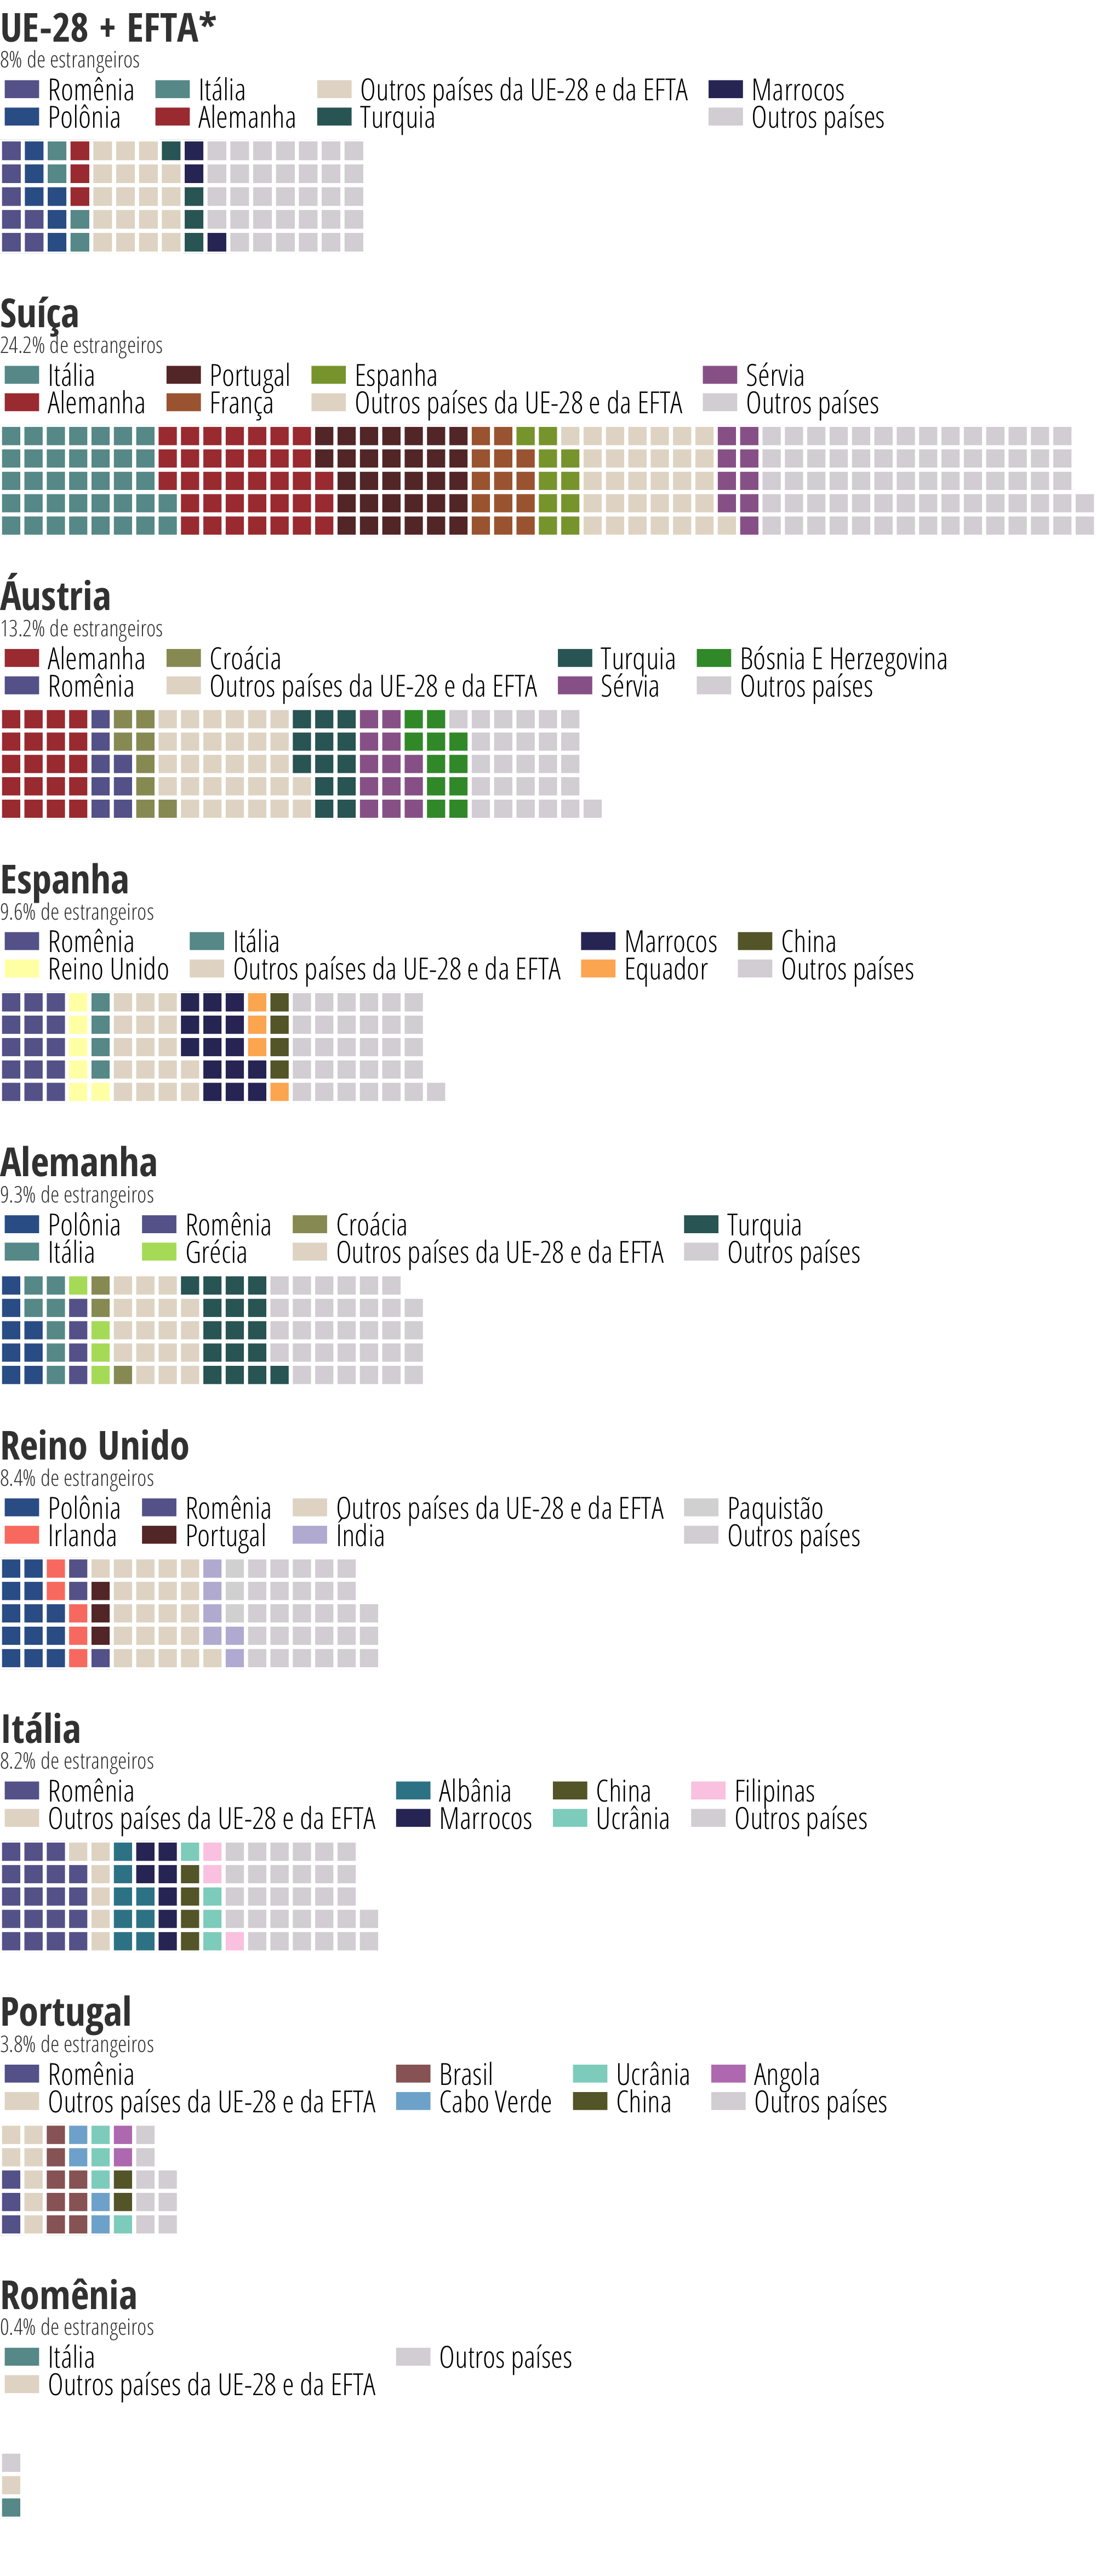 UE-28 + EFTA*
8% de estrangeiros
Romênia Itália Outros países da UE-28 e da EFTA Marrocos
Polônia Alemanha Turquia Outros países
Suíça
24.2% de estrangeiros
Itália Portugal Espanha Sérvia
Alemanha França Outros países da UE-28 e da EFTA Outros países
Áustria
13.2% de estrangeiros
Alemanha Croácia Turquia Bósnia E Herzegovina
Romênia Outros países da UE-28 e da EFTA Sérvia Outros países
Espanha
9.6% de estrangeiros
Romênia Itália Marrocos China
Reino Unido Outros países da UE-28 e da EFTA Equador Outros países
Alemanha
9.3% de estrangeiros
Polônia Romênia Croácia Turquia
Itália Grécia Outros países da UE-28 e da EFTA Outros países
Reino Unido
8.4% de estrangeiros
Polônia Romênia Outros países da UE-28 e da EFTA Paquistão
Irlanda Portugal Índia Outros países
Itália
8.2% de estrangeiros
Romênia Albânia China Filipinas
Outros países da UE-28 e da EFTA Marrocos Ucrânia Outros países
Portugal
3.8% de estrangeiros
Romênia Brasil Ucrânia Angola
Outros países da UE-28 e da EFTA Cabo Verde China Outros países
Romênia
0.4% de estrangeiros
Itália Outros países
Outros países da UE-28 e da EFTA